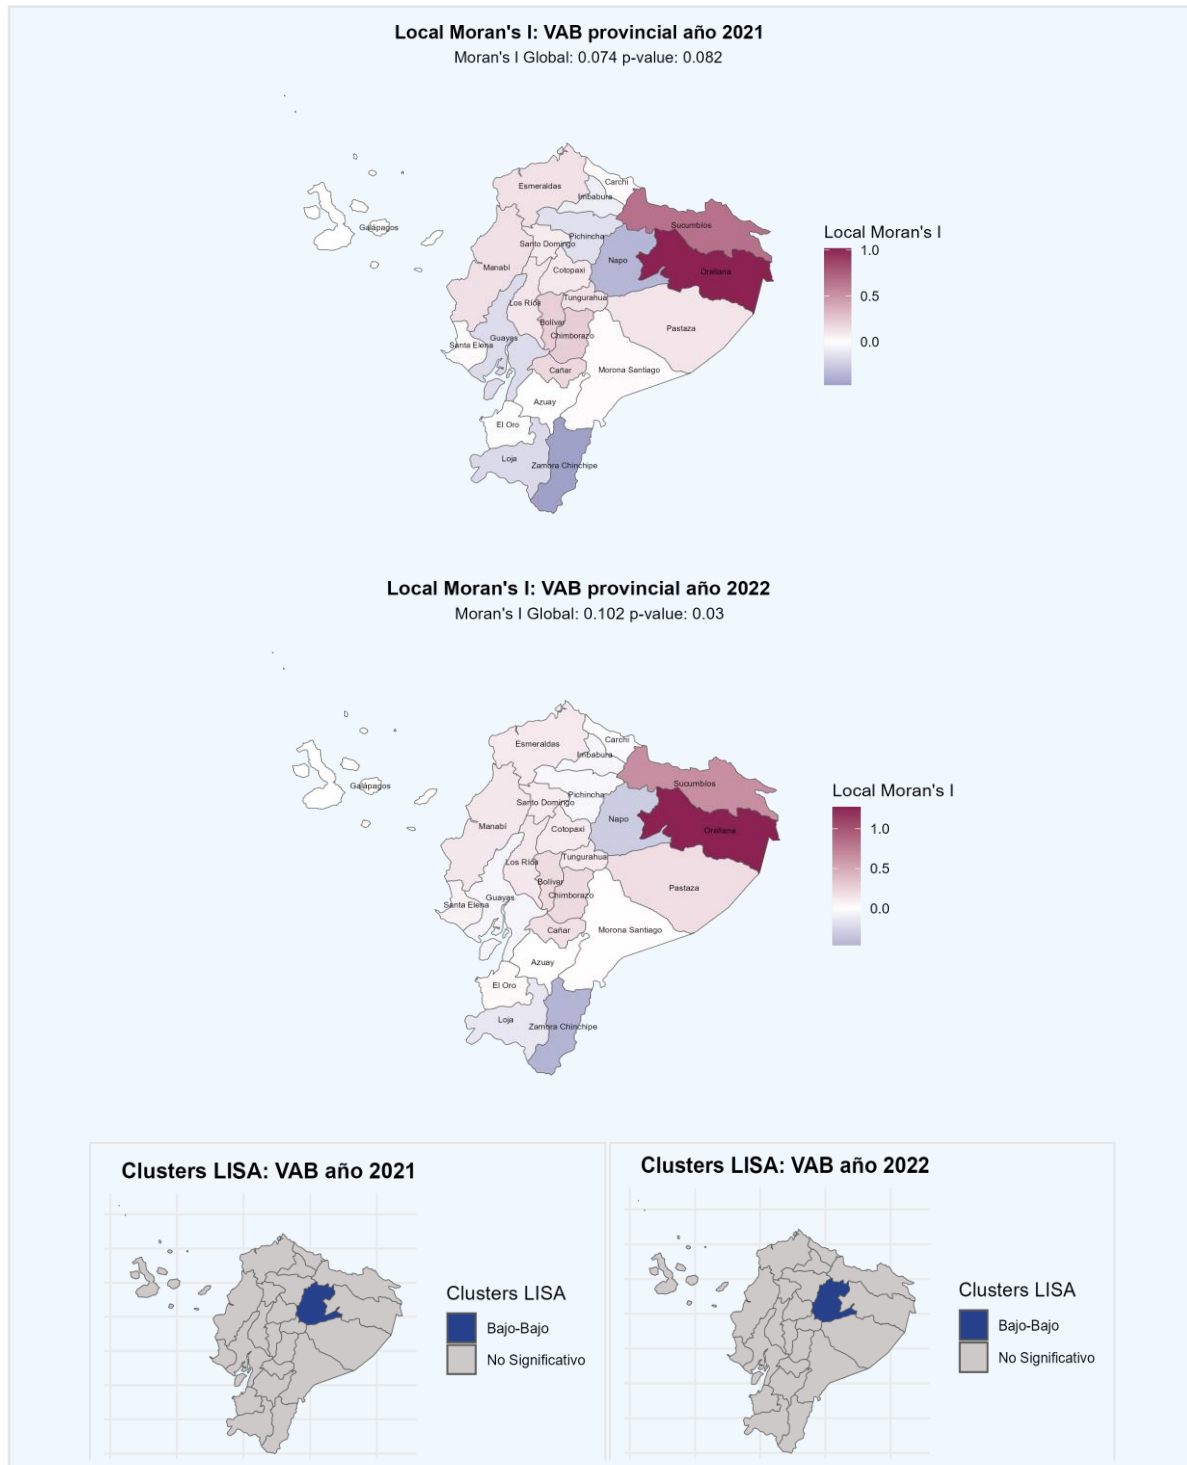 Local Moran's I: VAB provincial año 2021
Moran's I Global: 0.074 p-value: 0.082
Carchi
Esmeraldas
Imbabura
Sucumbíos
Galápagos
Pichincha
Santo Domingo
Napo
Manabí
Cotopaxi
Orellana
Los Ríos
Tungurahua
Bolívar
Pastaza
Guayas
Chimborazo
Santa Elena
Cañar
Morona Santiago
Azuay
El Oro
Loja
Zamora Chinchipe
Local Moran's I
1.0
0.5
0.0
Local Moran's I: VAB provincial año 2022
Moran's I Global: 0.102 p-value: 0.03
Carchi
Esmeraldas
Imbabura
Sucumbíos
Galápagos
Pichincha
Santo Domingo
Napo
Manabí
Cotopaxi
Orellana
Los Ríos
Tungurahua
Bolívar
Pastaza
Guayas
Chimborazo
Santa Elena
Cañar
Morona Santiago
Azuay
El Oro
Loja
Zamora Chinchipe
Local Moran's I
1.0
0.5
0.0
Clusters LISA: VAB año 2021
Clusters LISA
Bajo-Bajo
No Significativo
Clusters LISA: VAB año 2022
Clusters LISA
Bajo-Bajo
No Significativo